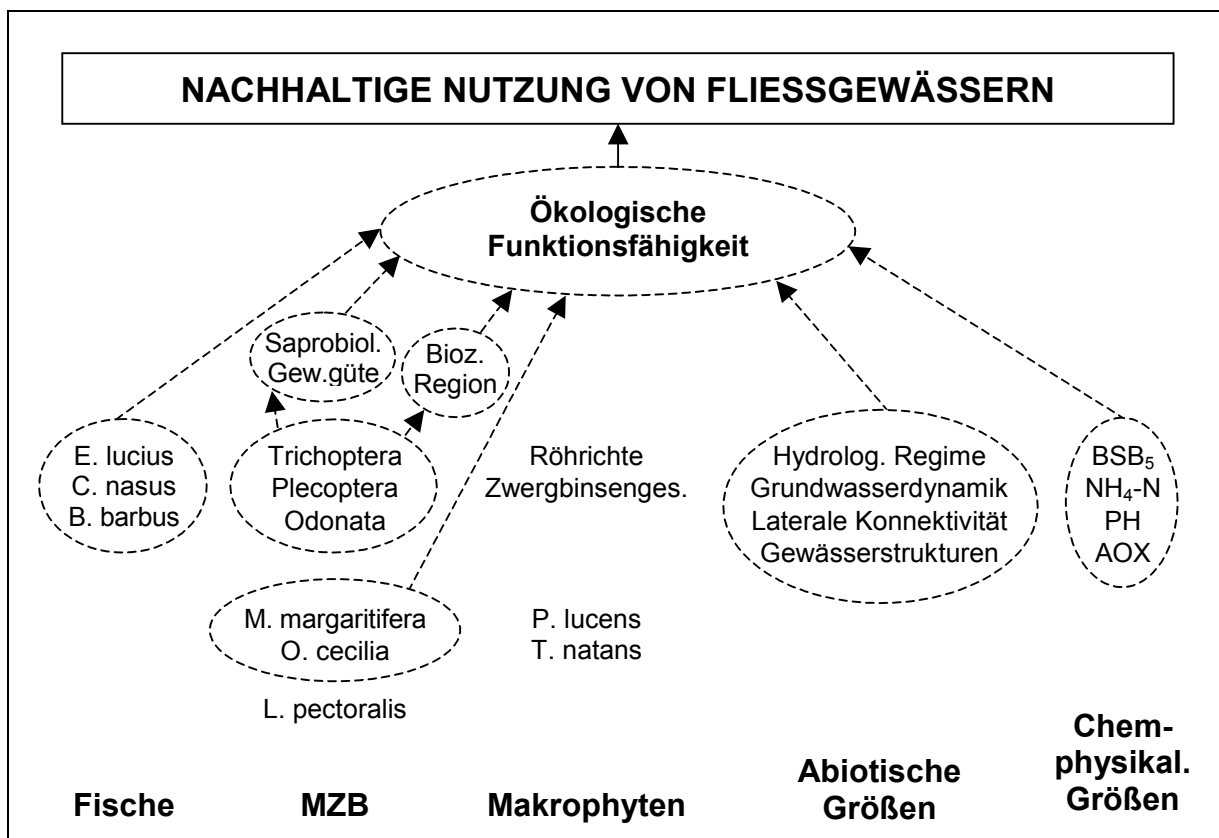 NACHHALTIGE NUTZUNG VON FLIESSGEWÄSSERN
Ökologische
Funktionsfähigkeit
Saprobiol.
Gew.güte
Bioz.
Region
E. lucius
C. nasus
B. barbus
Trichoptera
Plecoptera
Odonata
Röhrichte
Zwergbinsenges.
Hydrolog. Regime
Grundwasserdynamik
Laterale Konnektivität
Gewässerstrukturen
BSB₅
NH₄-N
PH
AOX
M. margaritifera
O. cecilia
P. lucens
T. natans
L. pectoralis
Fische
MZB
Makrophyten
Abiotische
Größen
Chem-
physikal.
Größen